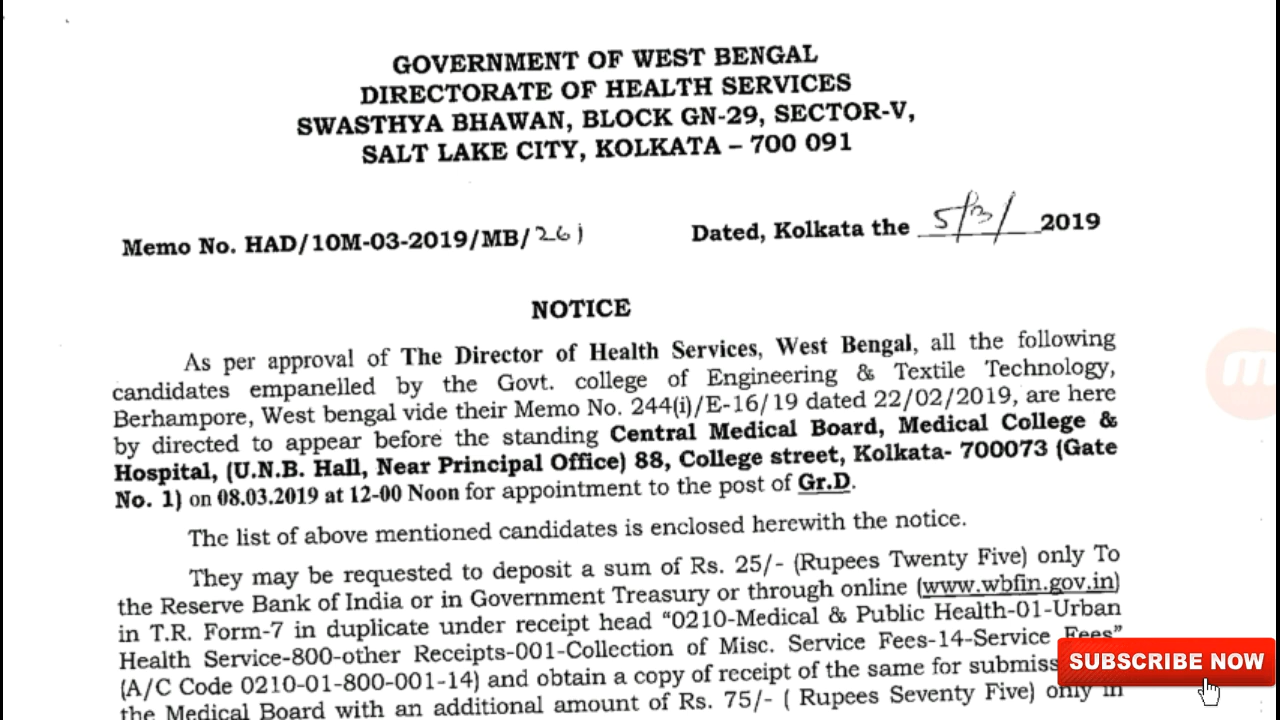 GOVERNMENT OF WEST BENGAL
DIRECTORATE OF HEALTH SERVICES
SWASTHYA BHAWAN, BLOCK GN-29, SECTOR-V,
SALT LAKE CITY, KOLKATA – 700 091
Memo No. HAD/10M-03-2019/MB/261 Dated, Kolkata the 5/3/ 2019
NOTICE
As per approval of The Director of Health Services, West Bengal, all the following
candidates empanelled by the Govt. college of Engineering & Textile Technology,
Berhampore, West bengal vide their Memo No. 244(i)/E-16/19 dated 22/02/2019, are here
by directed to appear before the standing Central Medical Board, Medical College &
Hospital, (U.N.B. Hall, Near Principal Office) 88, College street, Kolkata- 700073 (Gate
No. 1) on 08.03.2019 at 12-00 Noon for appointment to the post of Gr.D.
The list of above mentioned candidates is enclosed herewith the notice.
They may be requested to deposit a sum of Rs. 25/- (Rupees Twenty Five) only To
the Reserve Bank of India or in Government Treasury or through online (www.wbfin.gov.in)
in T.R. Form-7 in duplicate under receipt head “0210-Medical & Public Health-01-Urban
Health Service-800-other Receipts-001-Collection of Misc. Service Fees-14-Service Fees”
(A/C Code 0210-01-800-001-14) and obtain a copy of receipt of the same for submiss
the Medical Board with an additional amount of Rs. 75/- ( Rupees Seventy Five) only in
SUBSCRIBE NOW